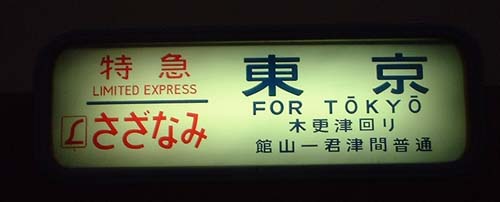 特急
LIMITED EXPRESS
さざなみ
東京
FOR TŌKYŌ
木更津回り
館山ー君津間普通